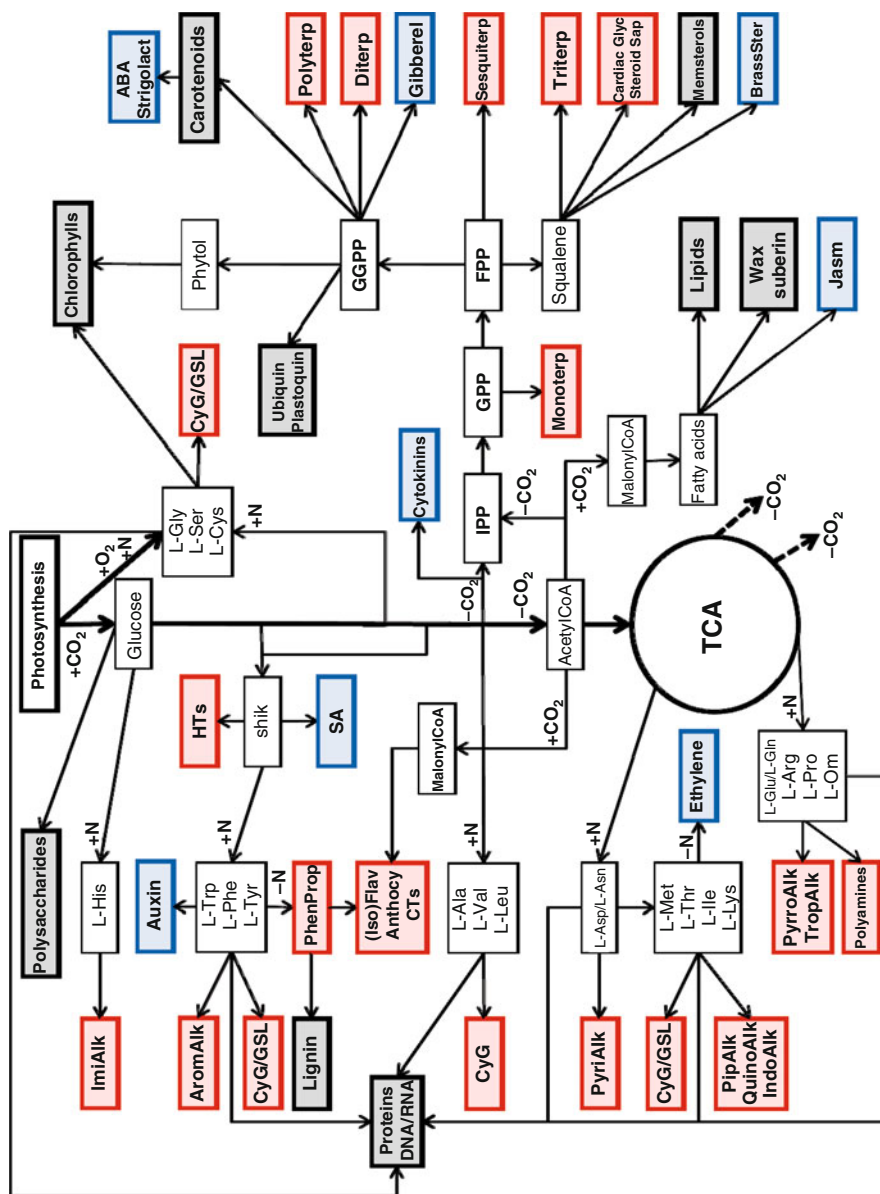 ABA
Strigolact
Carotenoids
Polyterp
Diterp
Gibberel
Sesquiterp
Triterp
Cardiac Glyc
Steroid Sap
Memsterols
BrassSter
Chlorophylls
Phytol
GGPP
FPP
Squalene
Lipids
Wax
suberin
Jasm
CyG/GSL
Ubiquin
Plastoquin
GPP
Monoterp
Cytokinins
IPP
MalonylCoA
Fatty acids
–CO2
+CO2
L-Gly
L-Ser
L-Cys
+N
–CO2
–CO2
Photosynthesis
+O2
+N
+CO2
Glucose
–CO2
–CO2
AcetylCoA
TCA
HTs
shik
SA
MalonylCoA
+CO2
Ethylene
+N
L-Glu/L-Gln
L-Arg
L-Pro
L-Orn
Polysaccharides
+N
L-His
Auxin
+N
L-Trp
L-Phe
L-Tyr
–N
PhenProp
(Iso)Flav
Anthocy
CTs
+N
L-Ala
L-Val
L-Leu
+N
L-Asp/L-Asn
L-Met
L-Thr
L-Ile
L-Lys
–N
PyrroAlk
TropAlk
Polyamines
ImiAlk
AromAlk
CyG/GSL
Lignin
Proteins
DNA/RNA
CyG
PyriAlk
CyG/GSL
PipAlk
QuinoAlk
IndoAlk